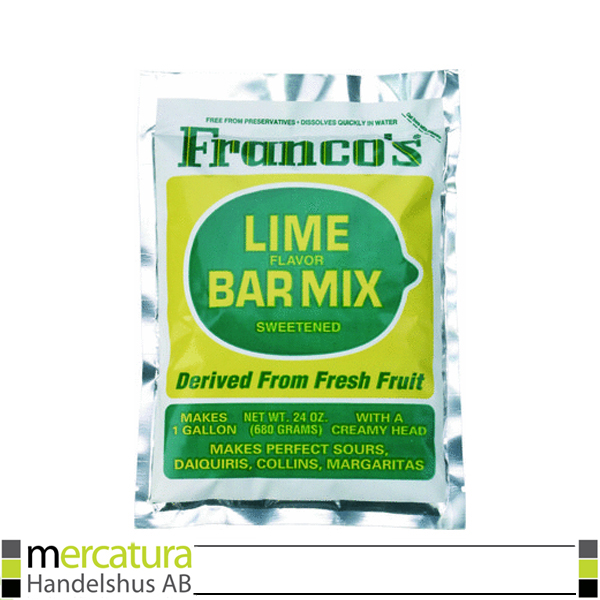 FREE FROM PRESERVATIVES • DISSOLVES QUICKLY IN WATER
Franco's
LIME
FLAVOR
BAR MIX
SWEETENED
Derived From Fresh Fruit
MAKES
1 GALLON
NET WT. 24 OZ.
(680 GRAMS)
WITH A
CREAMY HEAD
MAKES PERFECT SOURS,
DAIQUIRIS, COLLINS, MARGARITAS
mercatura
Handelshus AB